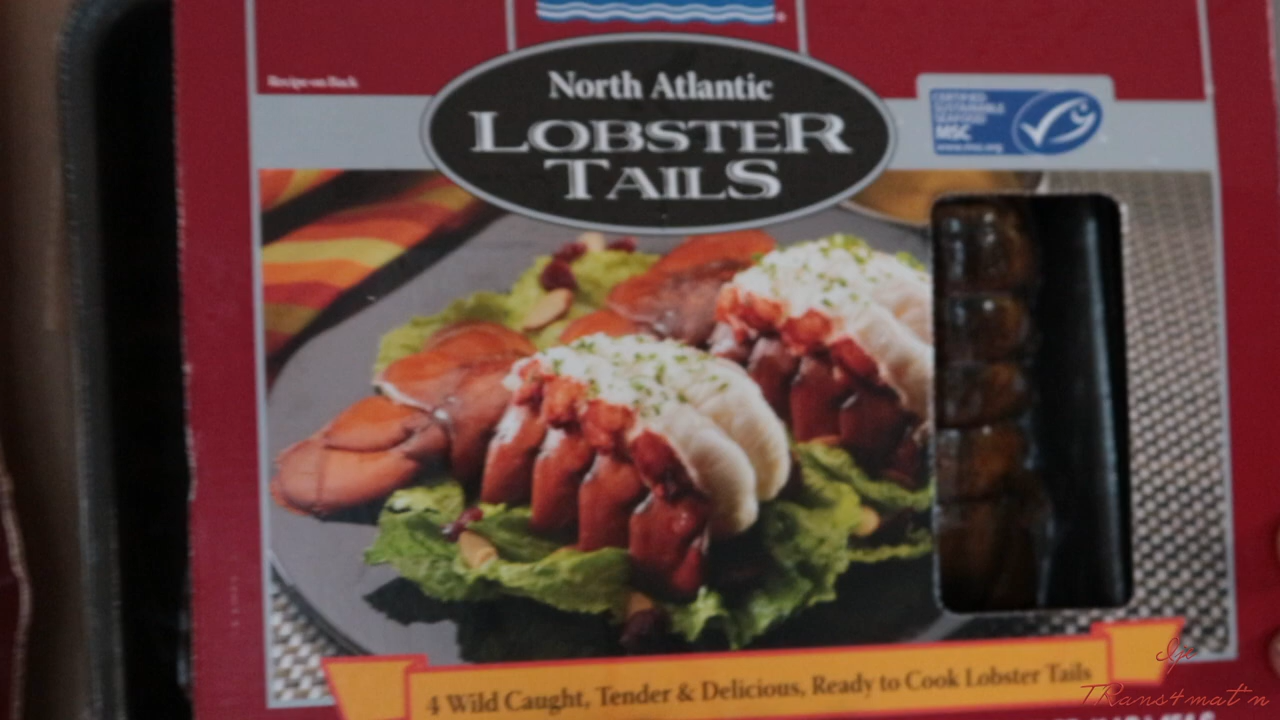 Recipe on Back
North Atlantic
LOBSTER
TAILS
CERTIFIED
SUSTAINABLE
SEAFOOD
MSC
www.msc.org
4 Wild Caught, Tender & Delicious, Ready to Cook Lobster Tails
TRans4mat*n